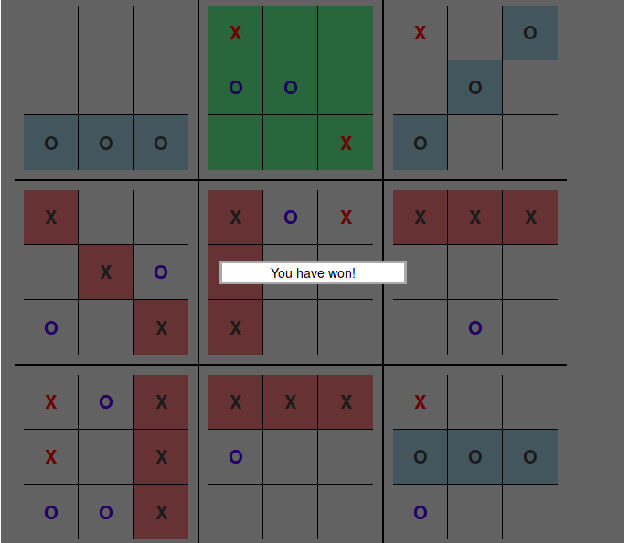 X X O
O O O
O O O X O
X X O X X X X
X O You have won!
O X X O
X O X X X X X
X X O O O O
O O X O